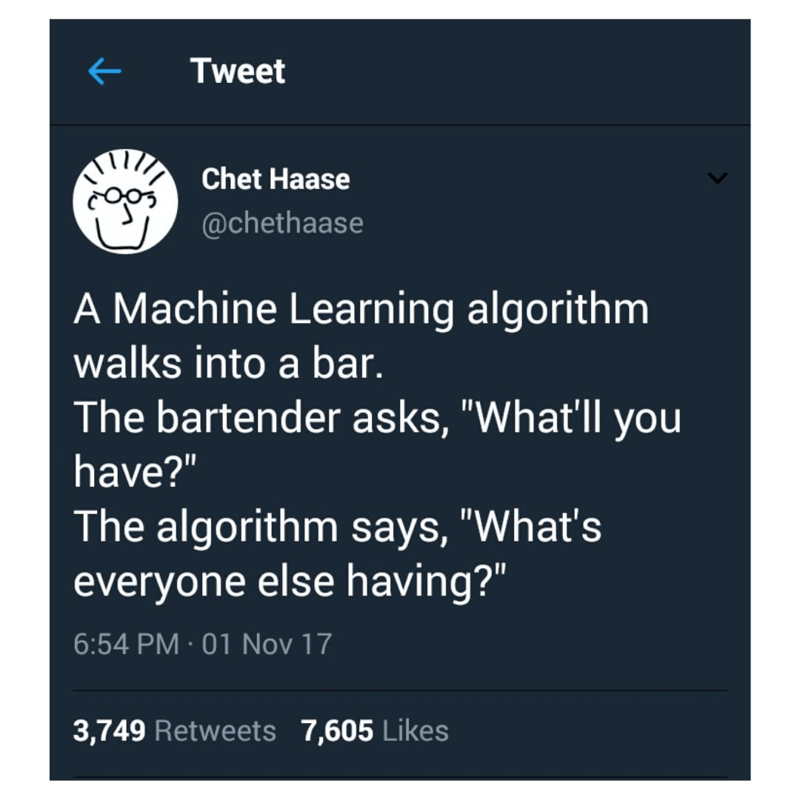 Tweet
Chet Haase
@chethaase
A Machine Learning algorithm
walks into a bar.
The bartender asks, "What'll you
have?"
The algorithm says, "What's
everyone else having?"
6:54 PM · 01 Nov 17
3,749 Retweets 7,605 Likes